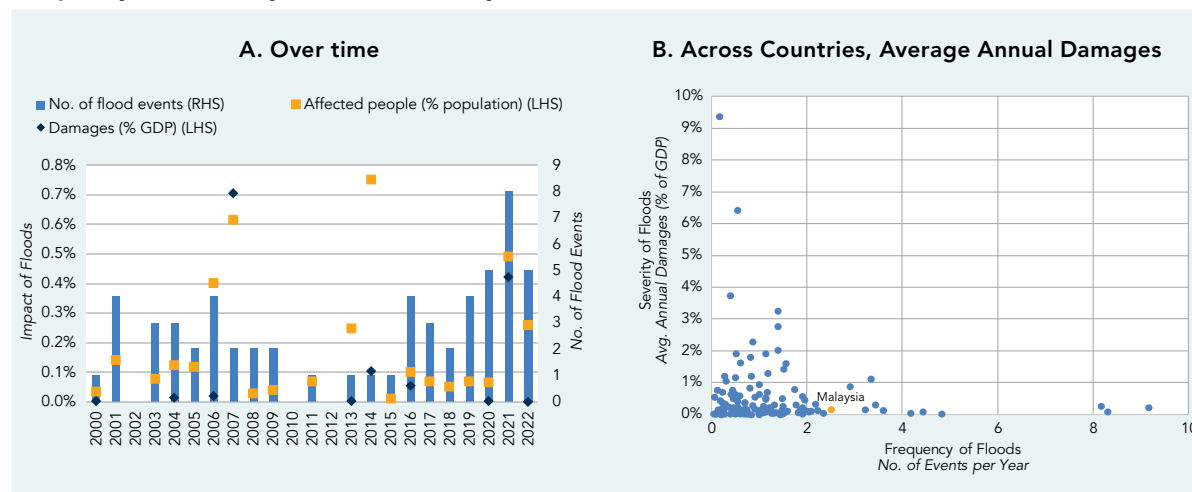 A. Over time
No. of flood events (RHS)
Affected people (% population) (LHS)
Damages (% GDP) (LHS)
Impact of Floods
0.8%
0.7%
0.6%
0.5%
0.4%
0.3%
0.2%
0.1%
0.0%
9
8
7
6
5
4
3
2
1
0
No. of Flood Events
2000 2001 2002 2003 2004 2005 2006 2007 2008 2009 2010 2011 2012 2013 2014 2015 2016 2017 2018 2019 2020 2021 2022
B. Across Countries, Average Annual Damages
Severity of Floods
Avg. Annual Damages (% of GDP)
10%
9%
8%
7%
6%
5%
4%
3%
2%
1%
0%
Malaysia
0 2 4 6 8 10
Frequency of Floods
No. of Events per Year